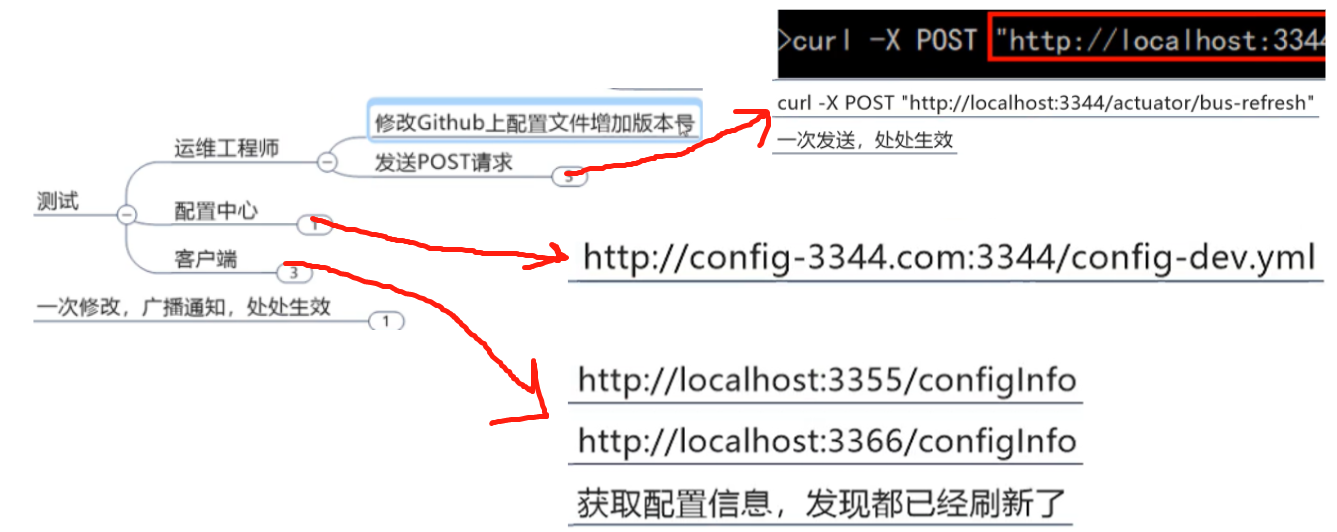 >curl -X POST "http://localhost:3344
curl -X POST "http://localhost:3344/actuator/bus-refresh"
一次发送，处处生效
修改Github上配置文件增加版本号
运维工程师
发送POST请求
3
测试
配置中心
1
http://config-3344.com:3344/config-dev.yml
客户端
3
一次修改，广播通知，处处生效
1
http://localhost:3355/configInfo
http://localhost:3366/configInfo
获取配置信息，发现都已经刷新了